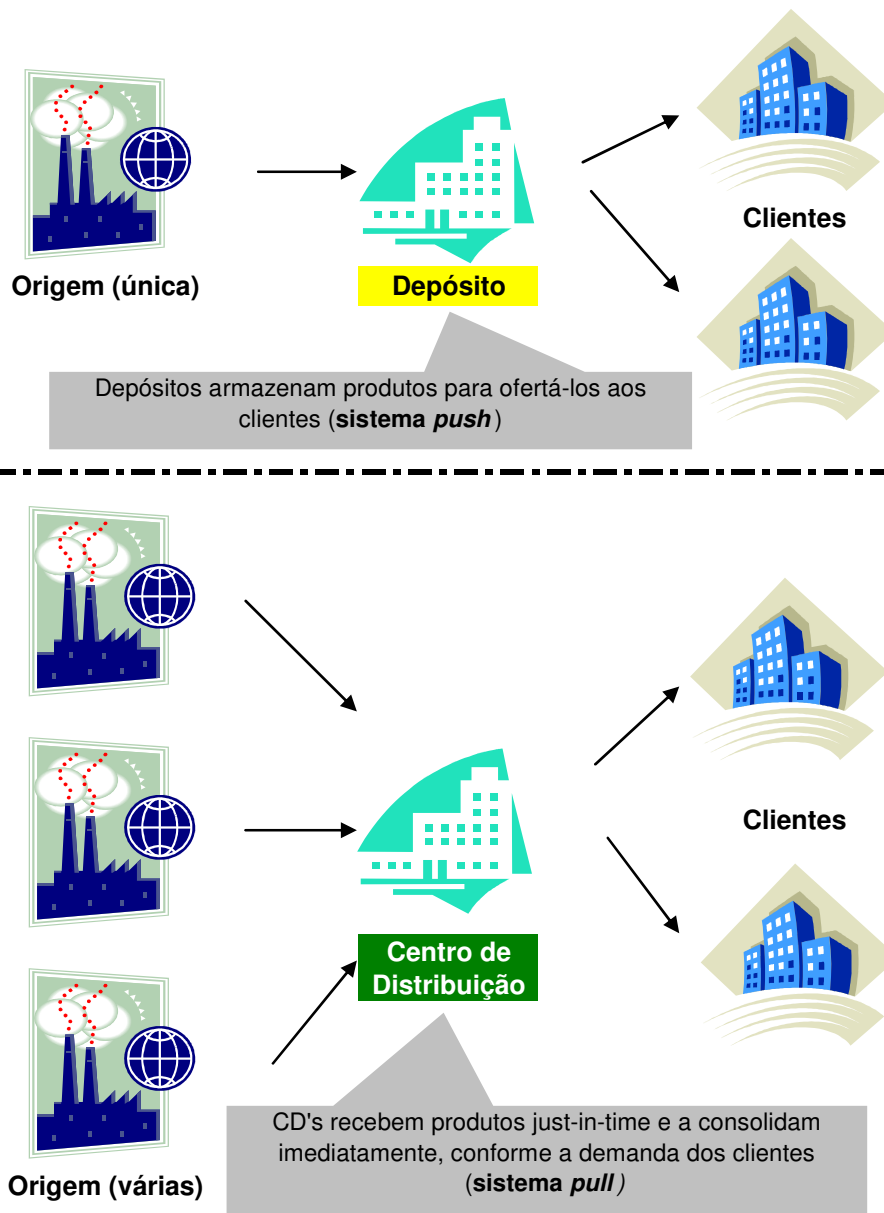 Clientes
Origem (única)
Depósito
Depósitos armazenam produtos para ofertá-los aos
clientes (sistema push)
Clientes
Centro de
Distribuição
CD's recebem produtos just-in-time e a consolidam
imediatamente, conforme a demanda dos clientes
(sistema pull)
Origem (várias)